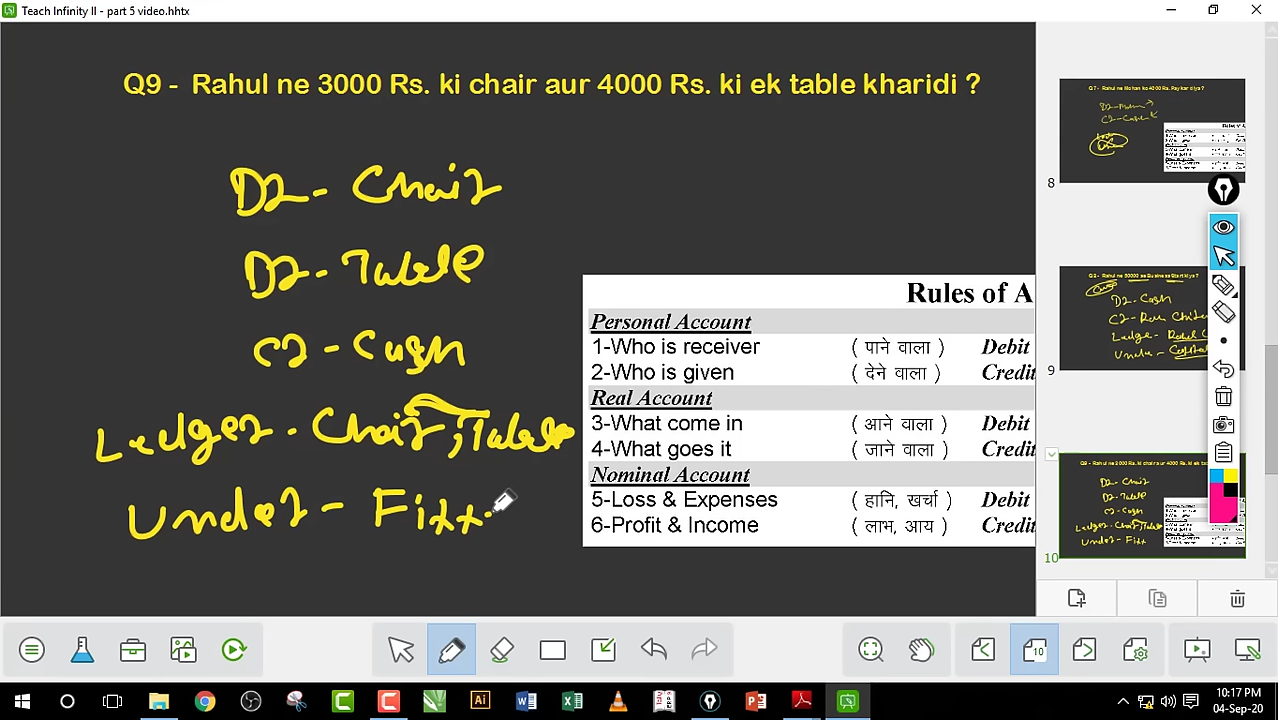 Teach Infinity II - part 5 video.hhtx
Q9 - Rahul ne 3000 Rs. ki chair aur 4000 Rs. ki ek table kharidi ?
Dr - Chair
Dr - Table
Cr - Cash
Ledger - Chair, Table
Under - Fixx.
Rules of A
Personal Account
1-Who is receiver ( पाने वाला ) Debit
2-Who is given ( देने वाला ) Credit
Real Account
3-What come in ( आने वाला ) Debit
4-What goes it ( जाने वाला ) Credit
Nominal Account
5-Loss & Expenses ( हानि, खर्चा ) Debit
6-Profit & Income ( लाभ, आय ) Credit
8
9
10
10
10:17 PM
04-Sep-20